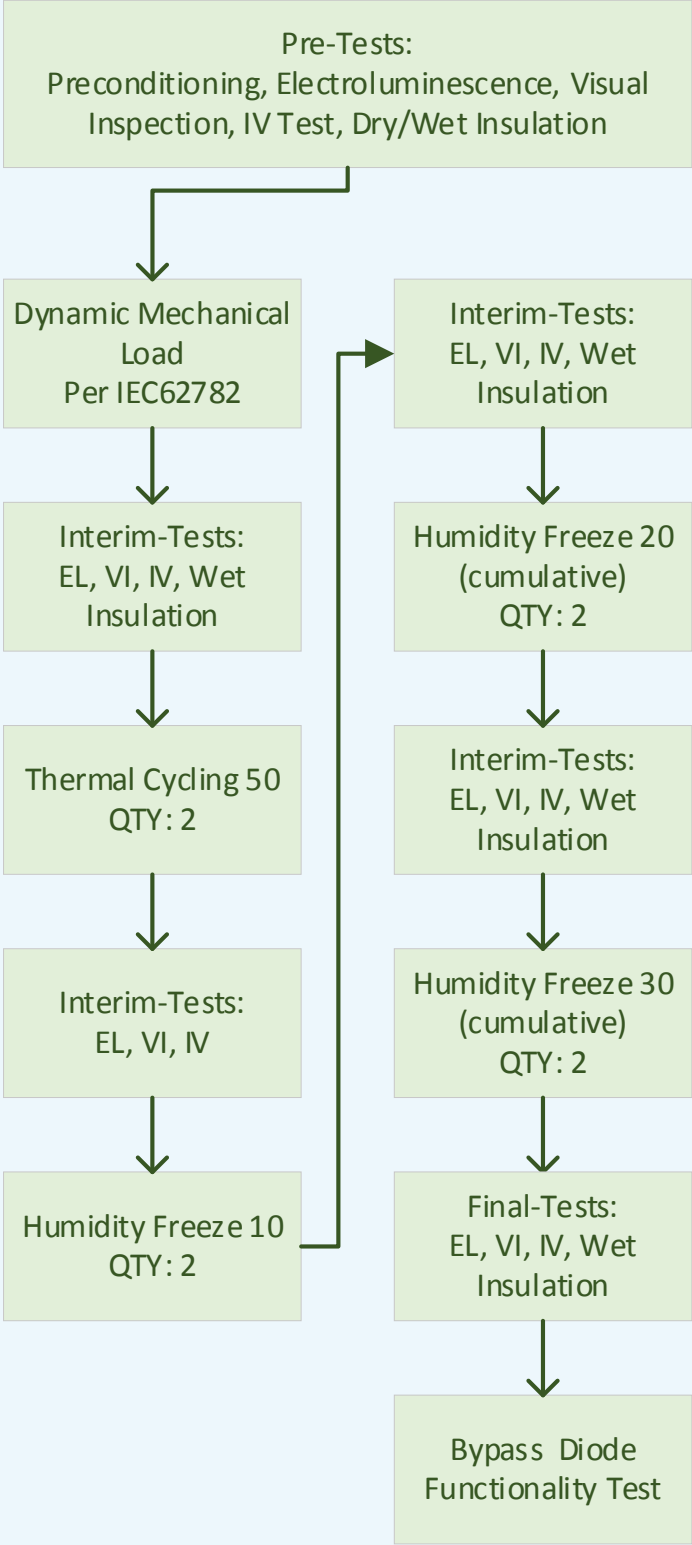 Pre-Tests:
Preconditioning, Electroluminescence, Visual
Inspection, IV Test, Dry/Wet Insulation
Dynamic Mechanical
Load
Per IEC62782
Interim-Tests:
EL, VI, IV, Wet
Insulation
Thermal Cycling 50
QTY: 2
Interim-Tests:
EL, VI, IV
Humidity Freeze 10
QTY: 2
Interim-Tests:
EL, VI, IV, Wet
Insulation
Humidity Freeze 20
(cumulative)
QTY: 2
Interim-Tests:
EL, VI, IV, Wet
Insulation
Humidity Freeze 30
(cumulative)
QTY: 2
Final-Tests:
EL, VI, IV, Wet
Insulation
Bypass Diode
Functionality Test